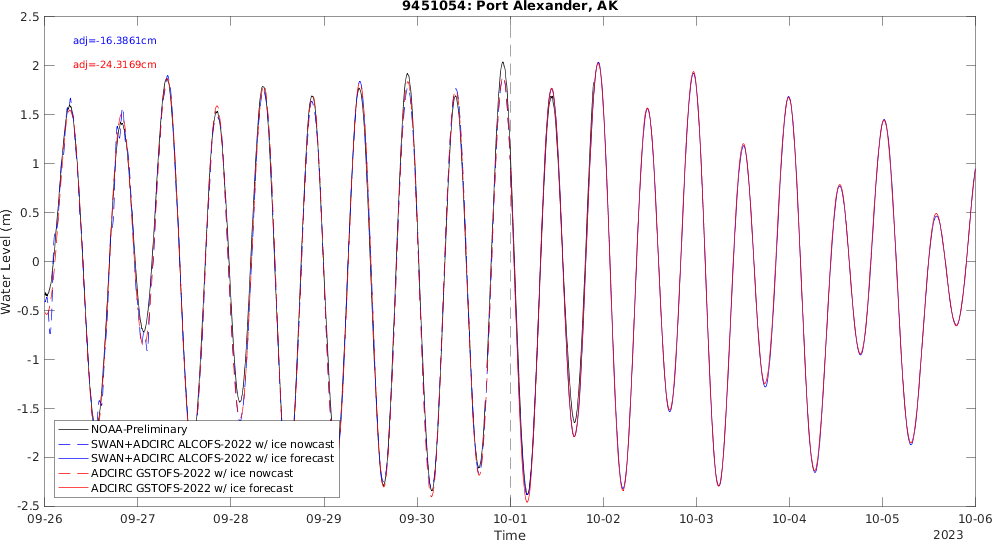 9451054: Port Alexander, AK
adj=-16.3861cm
adj=-24.3169cm
Water Level (m)
2.5
2
1.5
1
0.5
0
-0.5
-1
-1.5
-2
-2.5
NOAA-Preliminary
SWAN+ADCIRC ALCOFS-2022 w/ ice nowcast
SWAN+ADCIRC ALCOFS-2022 w/ ice forecast
ADCIRC GSTOFS-2022 w/ ice nowcast
ADCIRC GSTOFS-2022 w/ ice forecast
09-26 09-27 09-28 09-29 09-30 10-01 10-02 10-03 10-04 10-05 10-06
Time
2023